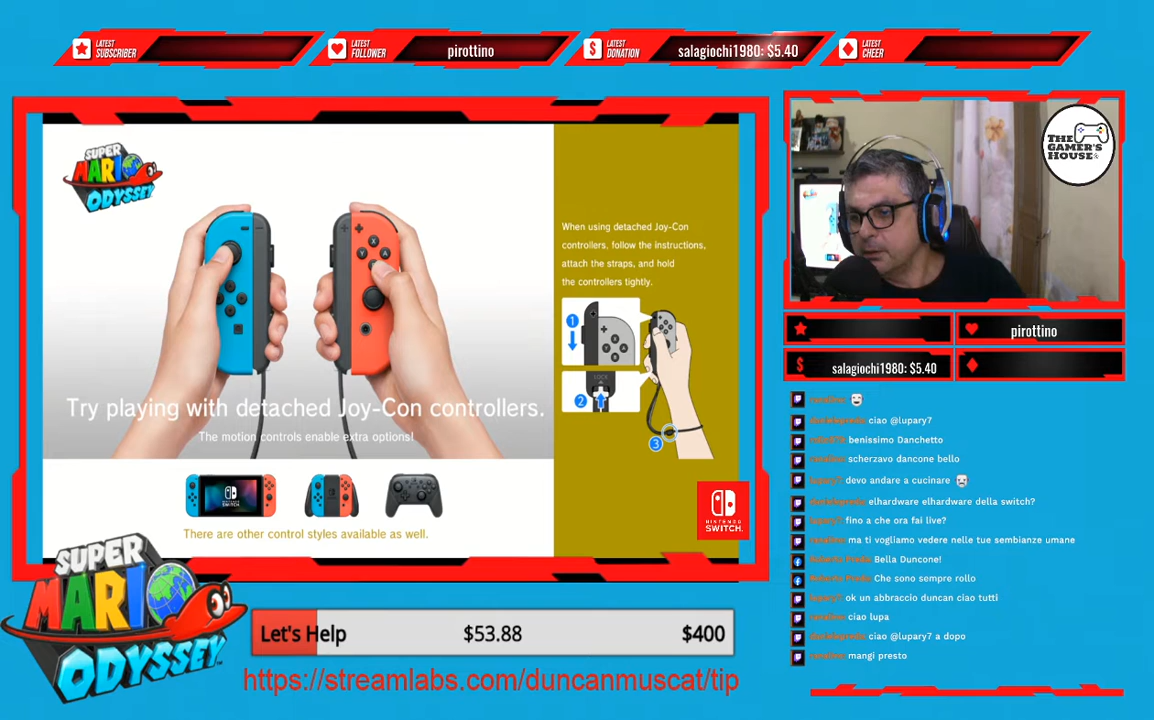 LATEST
SUBSCRIBER
LATEST
FOLLOWER
pirottino
LATEST
DONATION
salagiochi1980: $5.40
LATEST
CHEER
SUPER
MARIO
ODYSSEY
When using detached Joy-Con
controllers, follow the instructions,
attach the straps, and hold
the controllers tightly.
1
LOCK
2
3
X
Y
A
Try playing with detached Joy-Con controllers.
The motion controls enable extra options!
There are other control styles available as well.
NINTENDO
SWITCH
THE
GAMER'S
HOUSE
pirottino
salagiochi1980: $5.40
ciao @lupary7
benissimo Danchetto
scherzavo dancone bello
devo andare a cucinare
elhardware elhardware della switch?
fino a che ora fai live?
ma ti vogliamo vedere nelle tue sembianze umane
Bella Duncone!
Che sono sempre rollo
ok un abbraccio duncan ciao tutti
ciao lupa
ciao @lupary7 a dopo
mangi presto
SUPER
MARIO
ODYSSEY
Let's Help $53.88 $400
https://streamlabs.com/duncanmuscat/tip